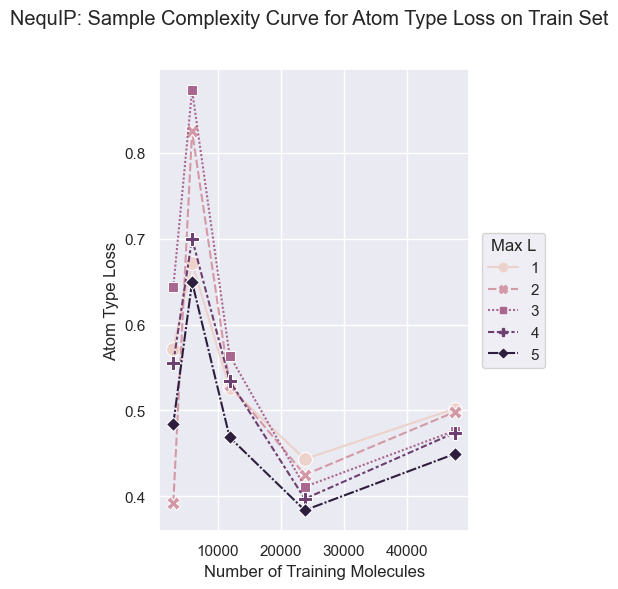 NequIP: Sample Complexity Curve for Atom Type Loss on Train Set
0.8
0.7
0.6
0.5
0.4
Atom Type Loss
10000 20000 30000 40000
Number of Training Molecules
Max L
1
2
3
4
5